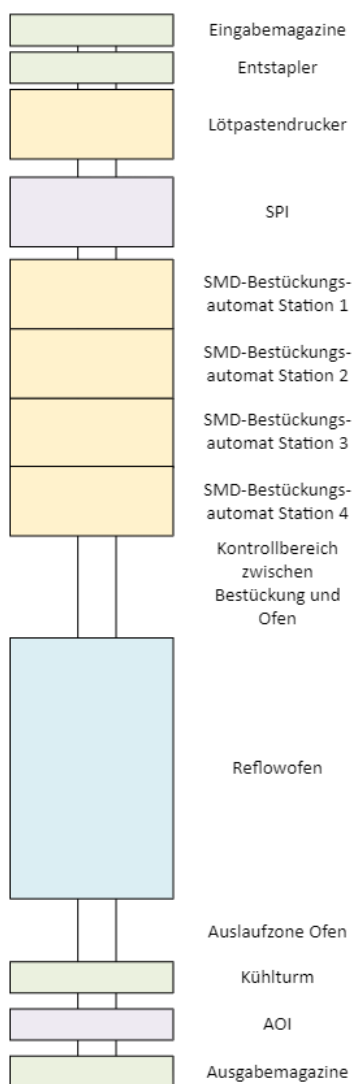 Eingabemagazine
Entstapler
Lötpastendrucker
SPI
SMD-Bestückungs-
automat Station 1
SMD-Bestückungs-
automat Station 2
SMD-Bestückungs-
automat Station 3
SMD-Bestückungs-
automat Station 4
Kontrollbereich
zwischen
Bestückung und
Ofen
Reflowofen
Auslaufzone Ofen
Kühlturm
AOI
Ausgabemagazine